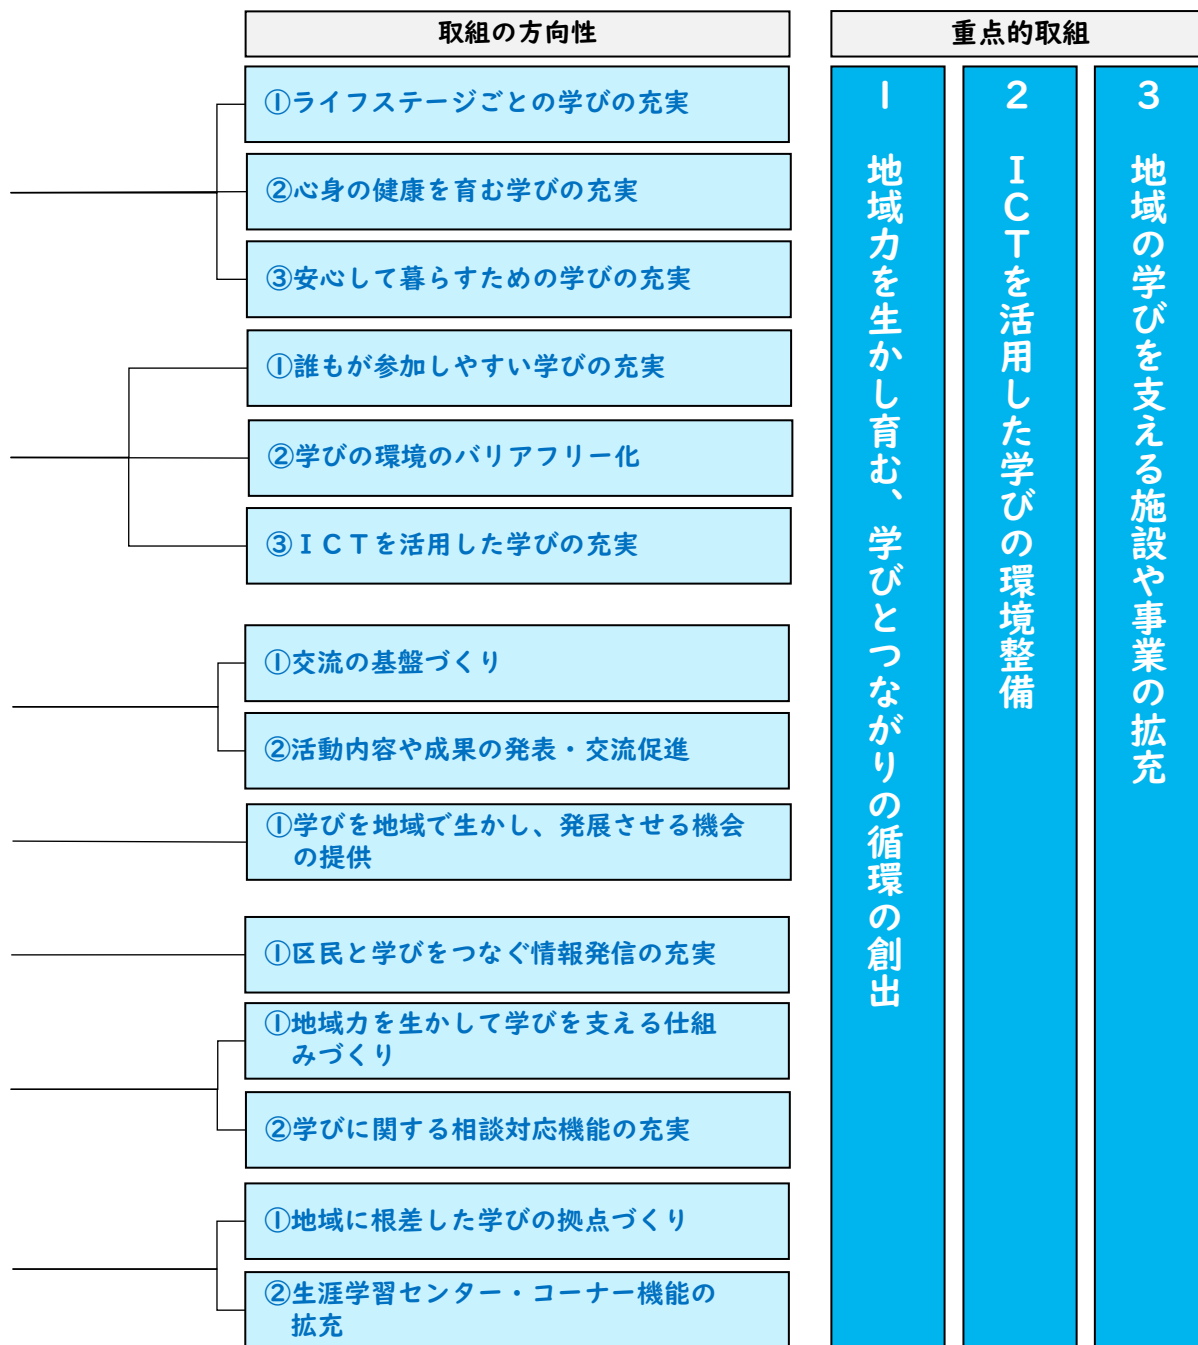 取組の方向性
①ライフステージごとの学びの充実
②心身の健康を育む学びの充実
③安心して暮らすための学びの充実
①誰もが参加しやすい学びの充実
②学びの環境のバリアフリー化
③ICTを活用した学びの充実
①交流の基盤づくり
②活動内容や成果の発表・交流促進
①学びを地域で生かし、発展させる機会
の提供
①区民と学びをつなぐ情報発信の充実
①地域力を生かして学びを支える仕組
みづくり
②学びに関する相談対応機能の充実
①地域に根差した学びの拠点づくり
②生涯学習センター・コーナー機能の
拡充
重点的取組
1 地域力を生かし育む、学びとつながりの循環の創出
2 ICTを活用した学びの環境整備
3 地域の学びを支える施設や事業の拡充